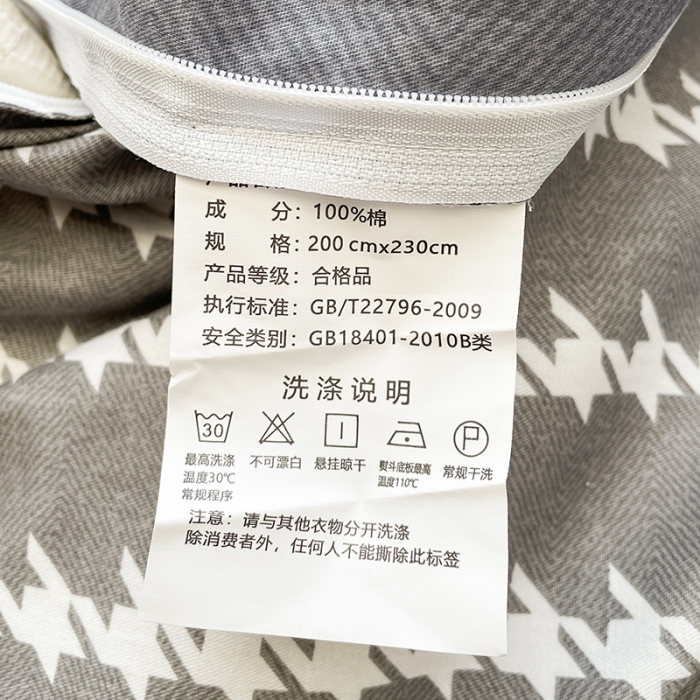 成 分：100%棉
规 格：200 cmx230cm
产品等级：合格品
执行标准：GB/T22796-2009
安全类别：GB18401-2010B类
洗涤说明
30
P
最高洗涤 不可漂白 悬挂晾干 熨斗底板最高 常规干洗
温度30℃ 温度110℃
常规程序
注意：请与其他衣物分开洗涤
除消费者外，任何人不能撕除此标签